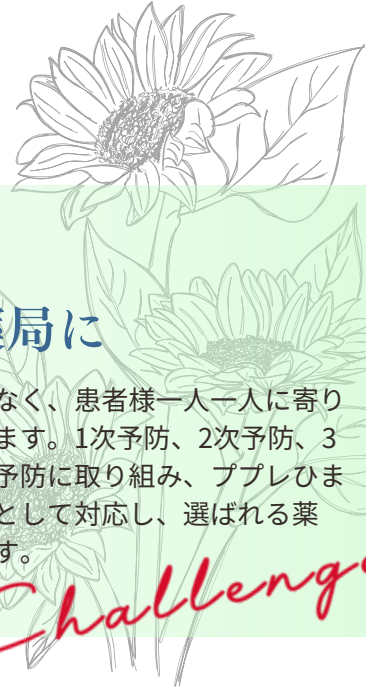 薬局に
なく、患者様一人一人に寄り
ます。1次予防、2次予防、3
予防に取り組み、ププレひま
として対応し、選ばれる薬
す。
Challenge